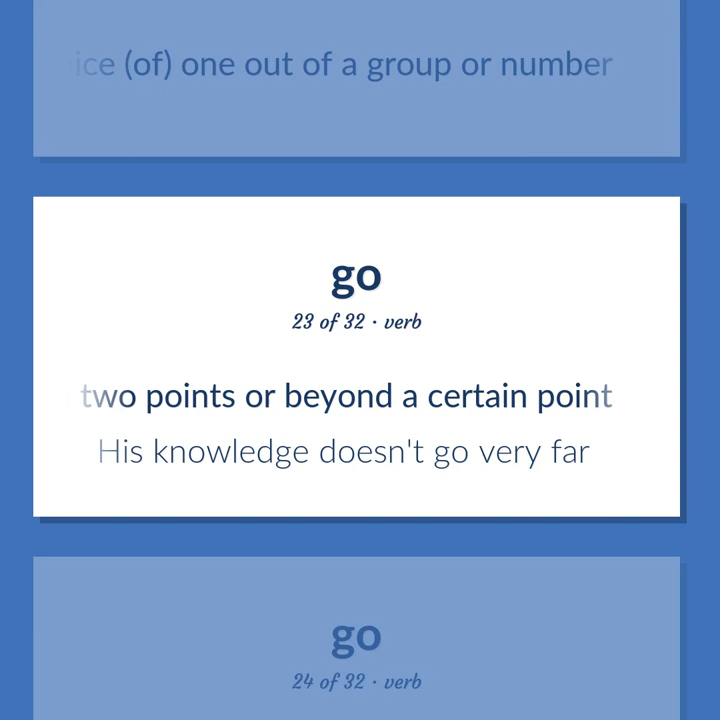 (of) one out of a group or number
go
23 of 32 · verb
two points or beyond a certain point
His knowledge doesn't go very far
go
24 of 32 · verb